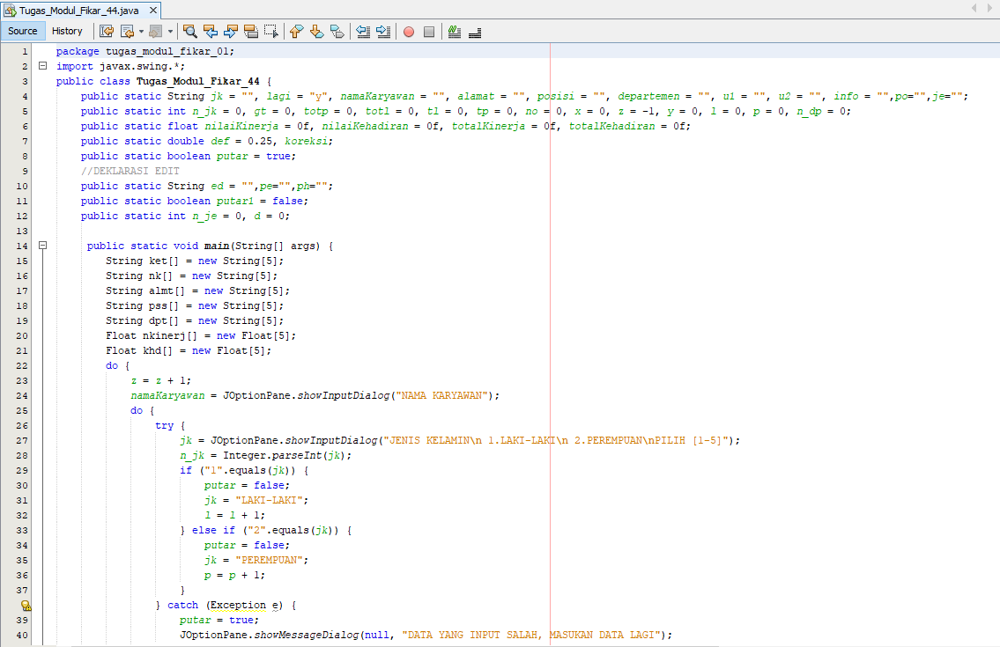 Tugas_Modul_Fikar_44.java
Source History
1 package tugas_modul_fikar_01;
2 import javax.swing.*;
3 public class Tugas_Modul_Fikar_44 {
4 public static String jk = "", lagi = "y", namaKaryawan = "", alamat = "", posisi = "", departemen = "", u1 = "", u2 = "", info = "",po="",je="";
5 public static int n_jk = 0, gt = 0, totp = 0, totl = 0, tl = 0, tp = 0, no = 0, x = 0, z = -1, y = 0, l = 0, p = 0, n_dp = 0;
6 public static float nilaiKinerja = 0f, nilaiKehadiran = 0f, totalKinerja = 0f, totalKehadiran = 0f;
7 public static double def = 0.25, koreksi;
8 public static boolean putar = true;
9 //DEKLARASI EDIT
10 public static String ed = "",pe="",ph="";
11 public static boolean putar1 = false;
12 public static int n_je = 0, d = 0;
13
14 public static void main(String[] args) {
15 String ket[] = new String[5];
16 String nk[] = new String[5];
17 String almt[] = new String[5];
18 String pss[] = new String[5];
19 String dpt[] = new String[5];
20 Float nkinerj[] = new Float[5];
21 Float khd[] = new Float[5];
22 do {
23 z = z + 1;
24 namaKaryawan = JOptionPane.showInputDialog("NAMA KARYAWAN");
25 do {
26 try {
27 jk = JOptionPane.showInputDialog("JENIS KELAMIN\n 1.LAKI-LAKI\n 2.PEREMPUAN\nPILIH [1-5]");
28 n_jk = Integer.parseInt(jk);
29 if ("1".equals(jk)) {
30 putar = false;
31 jk = "LAKI-LAKI";
32 l = l + 1;
33 } else if ("2".equals(jk)) {
34 putar = false;
35 jk = "PEREMPUAN";
36 p = p + 1;
37 }
} catch (Exception e) {
39 putar = true;
40 JOptionPane.showMessageDialog(null, "DATA YANG INPUT SALAH, MASUKAN DATA LAGI");